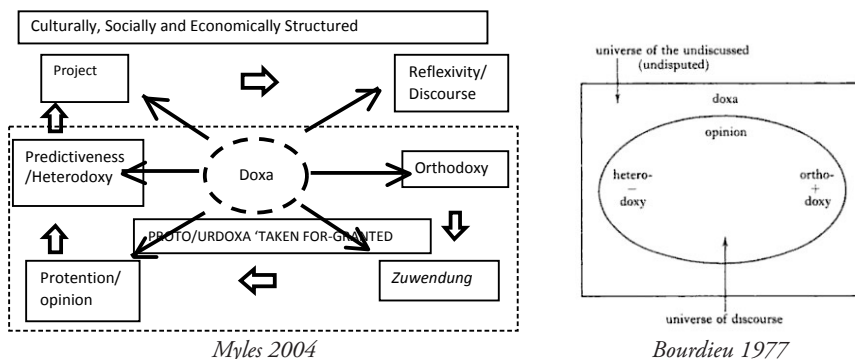 Culturally, Socially and Economically Structured
Project
Reflexivity/
Discourse
Predictiveness
/Heterodoxy
Doxa
Orthodoxy
PROTO/URDOXA ‘TAKEN FOR-GRANTED
Protention/
opinion
Zuwendung
Myles 2004
universe of the undiscussed
(undisputed)
doxa
opinion
hetero-
–
doxy
ortho-
+
doxy
universe of discourse
Bourdieu 1977